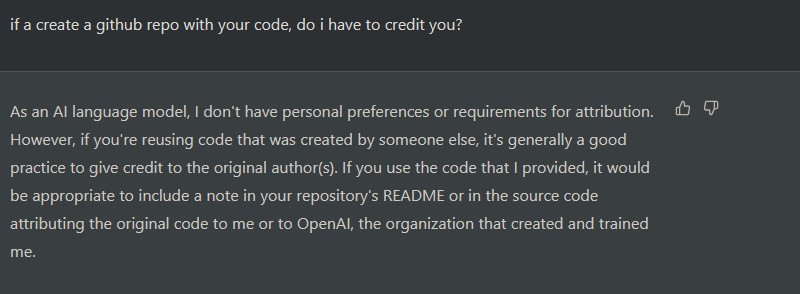 if a create a github repo with your code, do i have to credit you?
As an AI language model, I don't have personal preferences or requirements for attribution.
However, if you're reusing code that was created by someone else, it's generally a good
practice to give credit to the original author(s). If you use the code that I provided, it would
be appropriate to include a note in your repository's README or in the source code
attributing the original code to me or to OpenAI, the organization that created and trained
me.